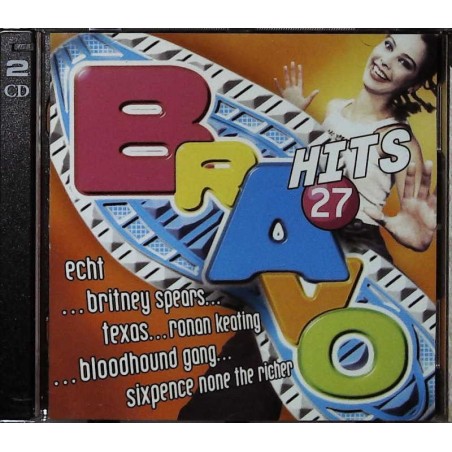 2
CD
BRAVO
HITS
27
echt
...britney spears...
texas...ronan keating
...bloodhound gang...
sixpence none the richer